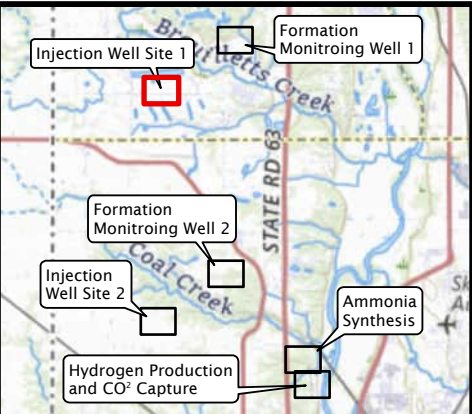 Formation
Monitroing Well 1
Injection Well Site 1
Brouilletts Creek
STATE RD 63
Formation
Monitroing Well 2
Coal Creek
Injection
Well Site 2
Ammonia
Synthesis
Hydrogen Production
and CO² Capture